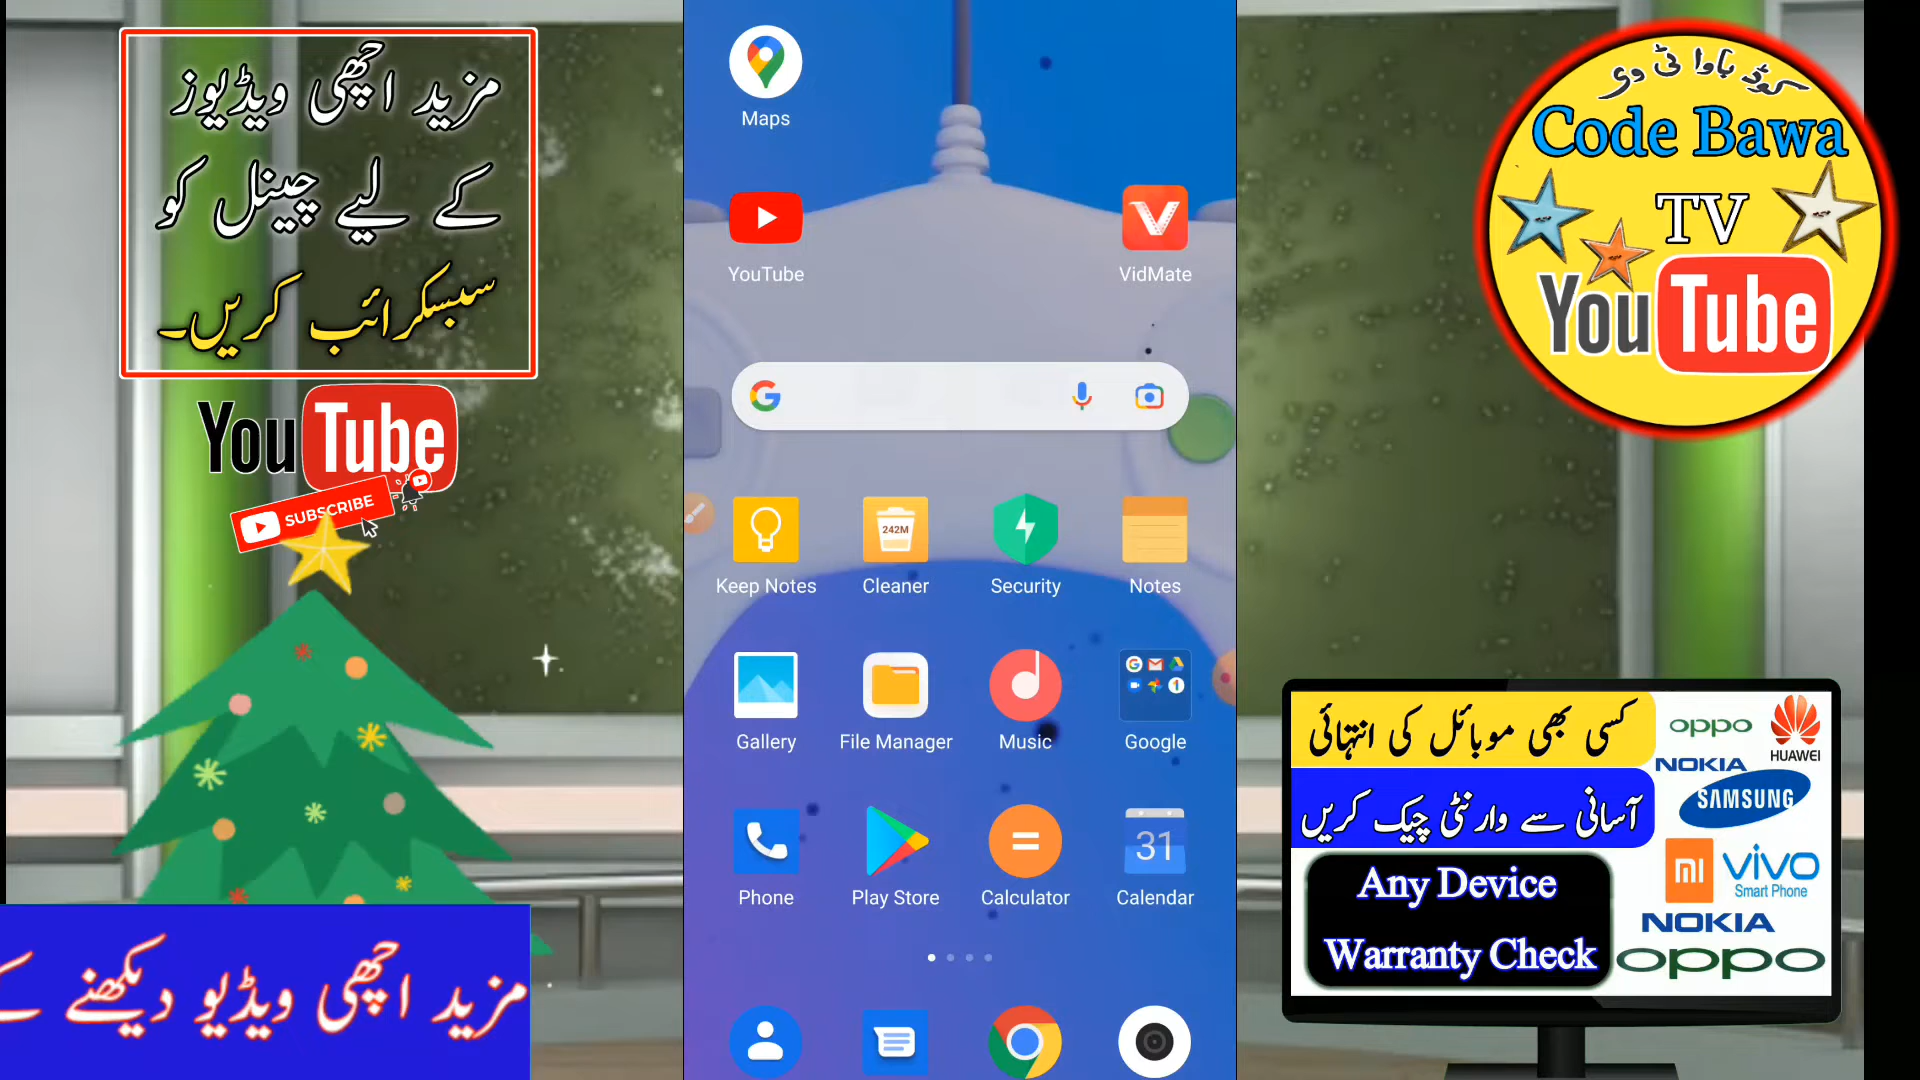 مزید اچھی ویڈیوز
کے لیے چینل کو
سبسکرائب کریں۔
YouTube
SUBSCRIBE
مزید اچھی ویڈیو دیکھنے کے
Maps
YouTube
VidMate
Keep Notes
242M
Cleaner
Security
Notes
Gallery
File Manager
Music
Google
Phone
Play Store
Calculator
31
Calendar
کوڈ باوا ٹی وی
Code Bawa
TV
YouTube
کسی بھی موبائل کی انتہائی
آسانی سے وارنٹی چیک کریں
Any Device
Warranty Check
oppo
HUAWEI
NOKIA
SAMSUNG
mi
vivo
Smart Phone
NOKIA
oppo